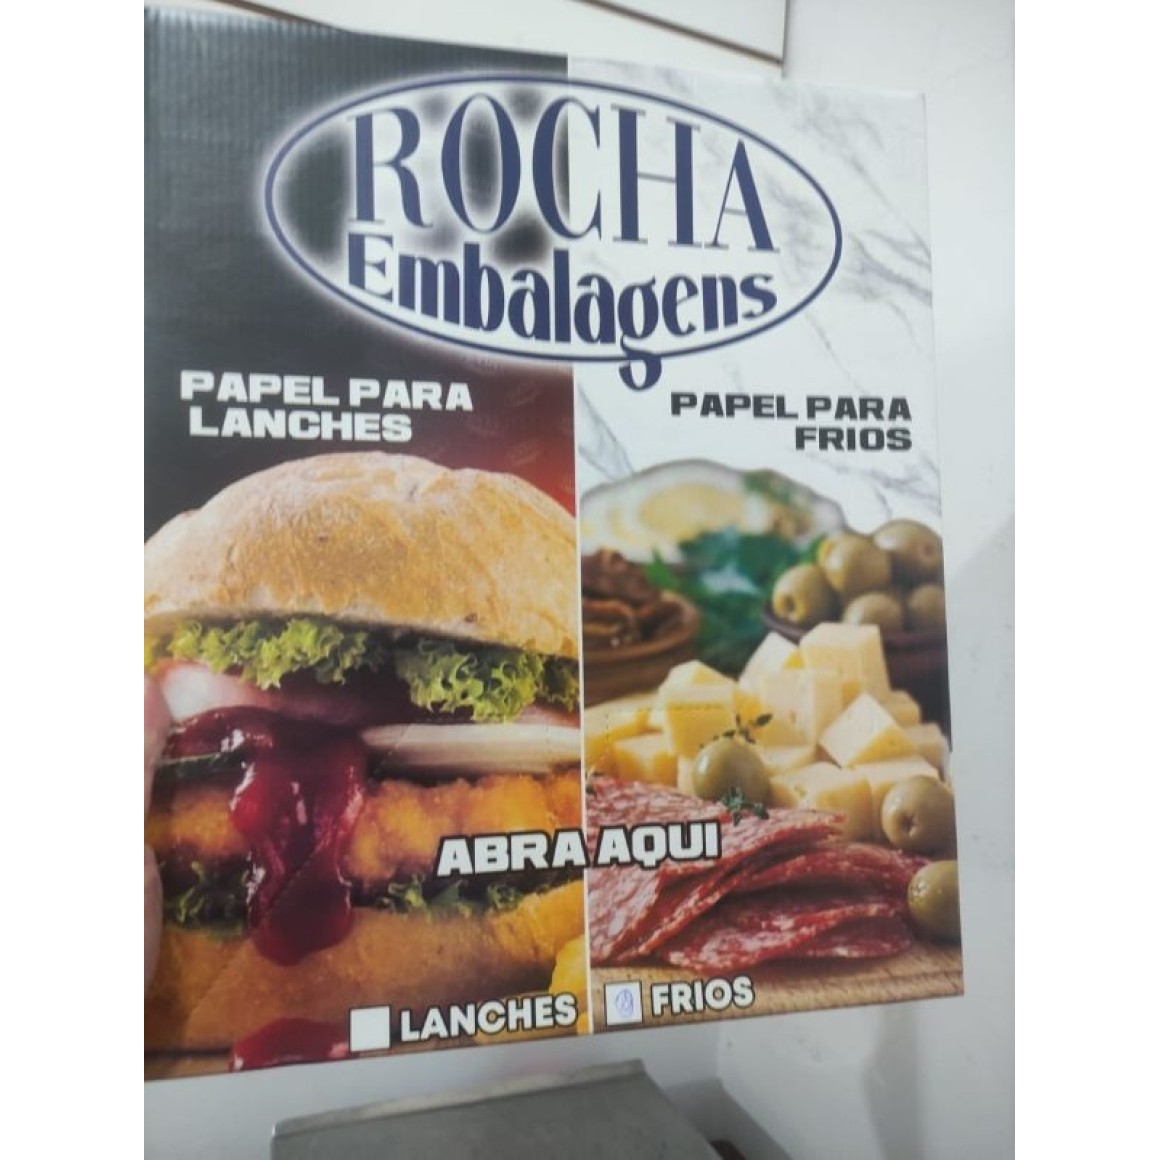 ROCHA
Embalagens
PAPEL PARA
LANCHES
PAPEL PARA
FRIOS
ABRA AQUI
LANCHES
FRIOS